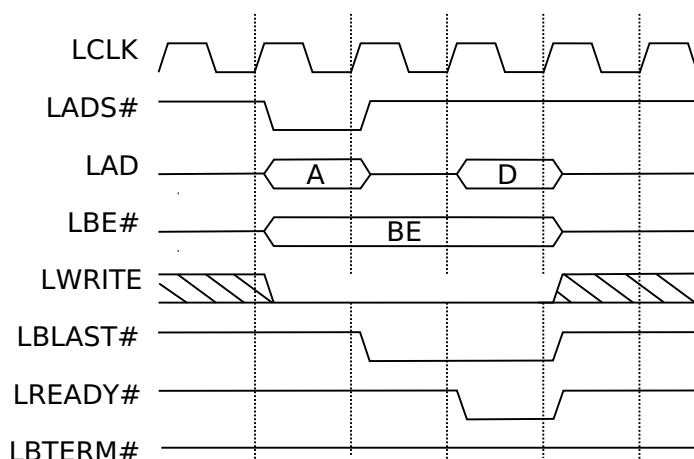 LCLK
LADS#
LAD A D
LBE# BE
LWRITE
LBLAST#
LREADY#
LBTERM#